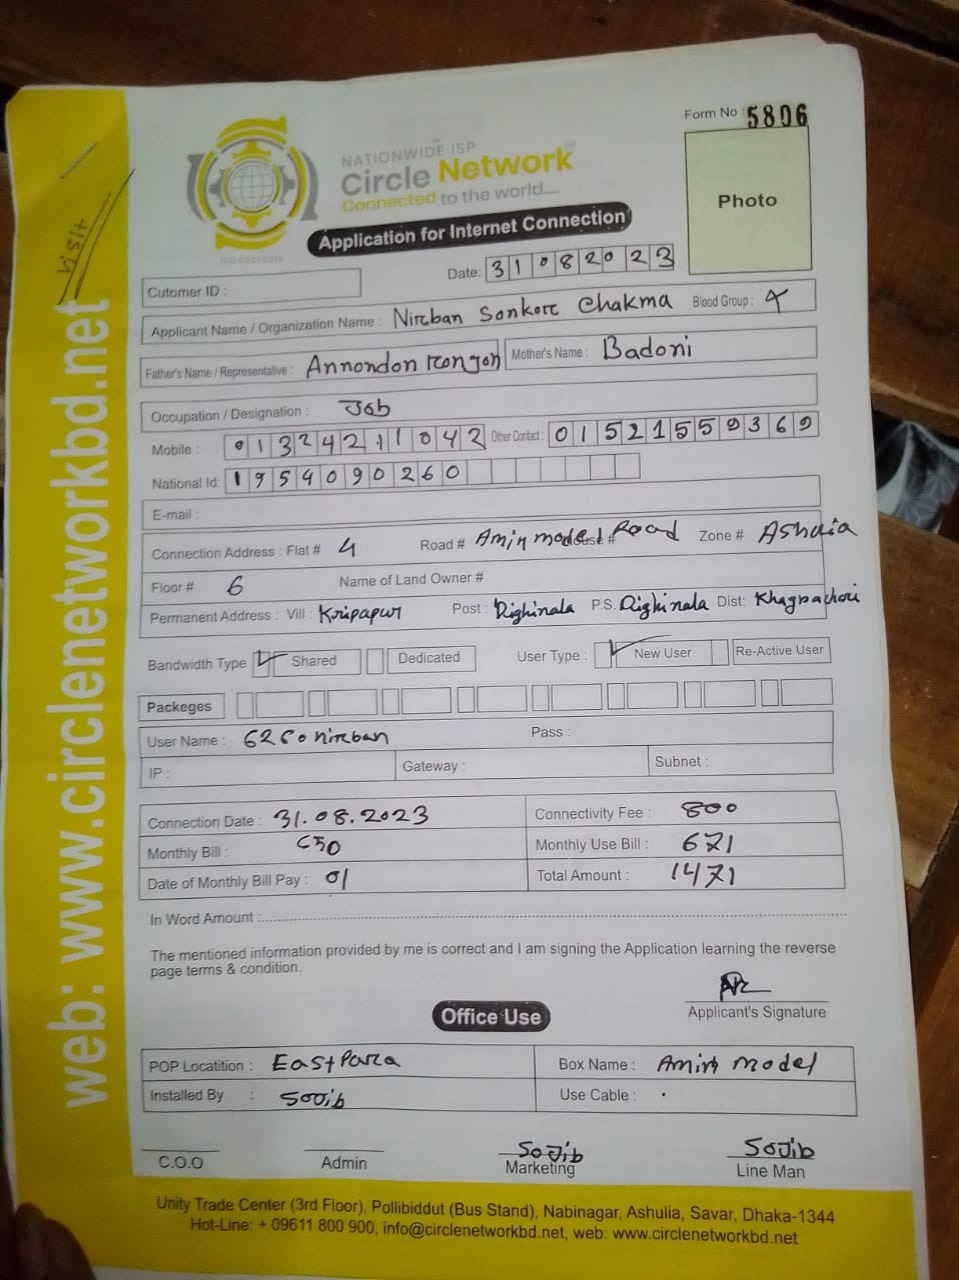 Form No : 5806
NATIONWIDE ISP
Circle Network
Connected to the world....
ISO 9001:2015
Photo
Application for Internet Connection
Date: 31082023
Cutomer ID :
Applicant Name / Organization Name : Nirban Sonkor Chakma Blood Group :
Father's Name / Representative : Annondon Rongon Mother's Name : Badoni
Occupation / Designation : Job
Mobile : 01324211042 Other Contact : 01521559369
National Id: 1954090260
E-mail :
Connection Address : Flat # 4 Road # Amin model Road Zone # Ashulia
Floor # 6 Name of Land Owner #
Permanent Address : Vill : Kripapur Post : Dighinala P.S. Dighinala Dist: Khagrachori
Bandwidth Type Shared Dedicated User Type : New User Re-Active User
Packeges
User Name : nirban Pass :
IP : Gateway : Subnet :
Connection Date : 31.08.2023 Connectivity Fee : 800
Monthly Bill : Monthly Use Bill : 671
Date of Monthly Bill Pay : 01 Total Amount : 1471
In Word Amount :
The mentioned information provided by me is correct and I am signing the Application learning the reverse
page terms & condition.
Applicant's Signature
Office Use
POP Locatition : East Para Box Name : Amin model
Installed By : Sojib Use Cable :
Sojib Sojib
C.O.O Admin Marketing Line Man
Unity Trade Center (3rd Floor), Pollibiddut (Bus Stand), Nabinagar, Ashulia, Savar, Dhaka-1344
Hot-Line: + 09611 800 900, info@circlenetworkbd.net, web: www.circlenetworkbd.net
web: www.circlenetworkbd.net